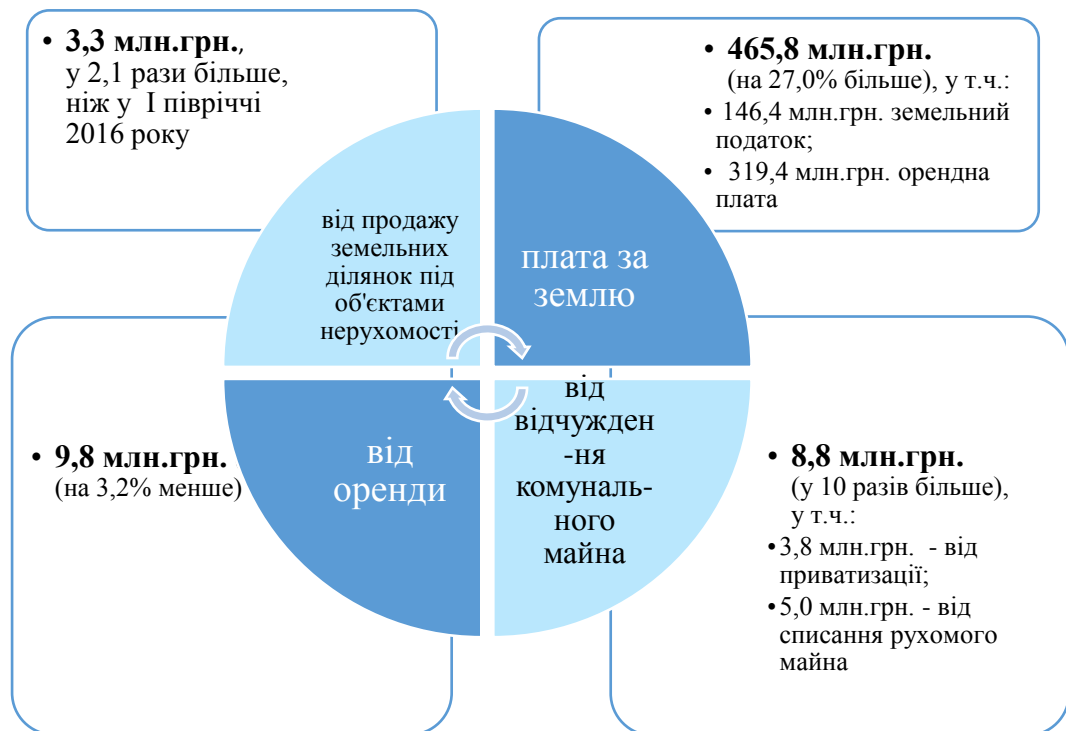 • 3,3 млн.грн.,
у 2,1 рази більше,
ніж у І півріччі
2016 року
• 465,8 млн.грн.
(на 27,0% більше), у т.ч.:
• 146,4 млн.грн. земельний
податок;
• 319,4 млн.грн. орендна
плата
від продажу
земельних
ділянок під
об'єктами
нерухомості
плата за
землю
• 9,8 млн.грн.
(на 3,2% менше)
від
оренди
від
відчужден
-ня
комуналь-
ного
майна
• 8,8 млн.грн.
(у 10 разів більше),
у т.ч.:
•3,8 млн.грн. - від
приватизації;
•5,0 млн.грн. - від
списання рухомого
майна